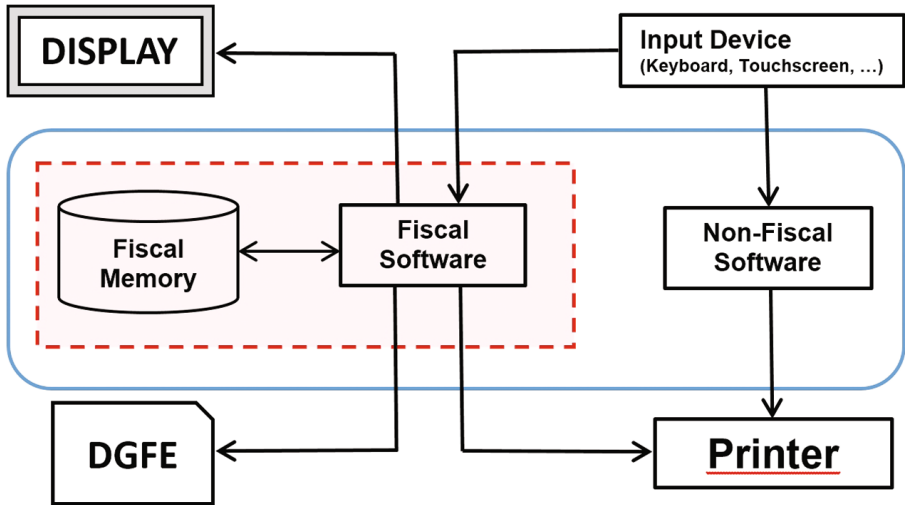 DISPLAY
Input Device
(Keyboard, Touchscreen, ...)
Fiscal
Memory
Fiscal
Software
Non-Fiscal
Software
DGFE
Printer